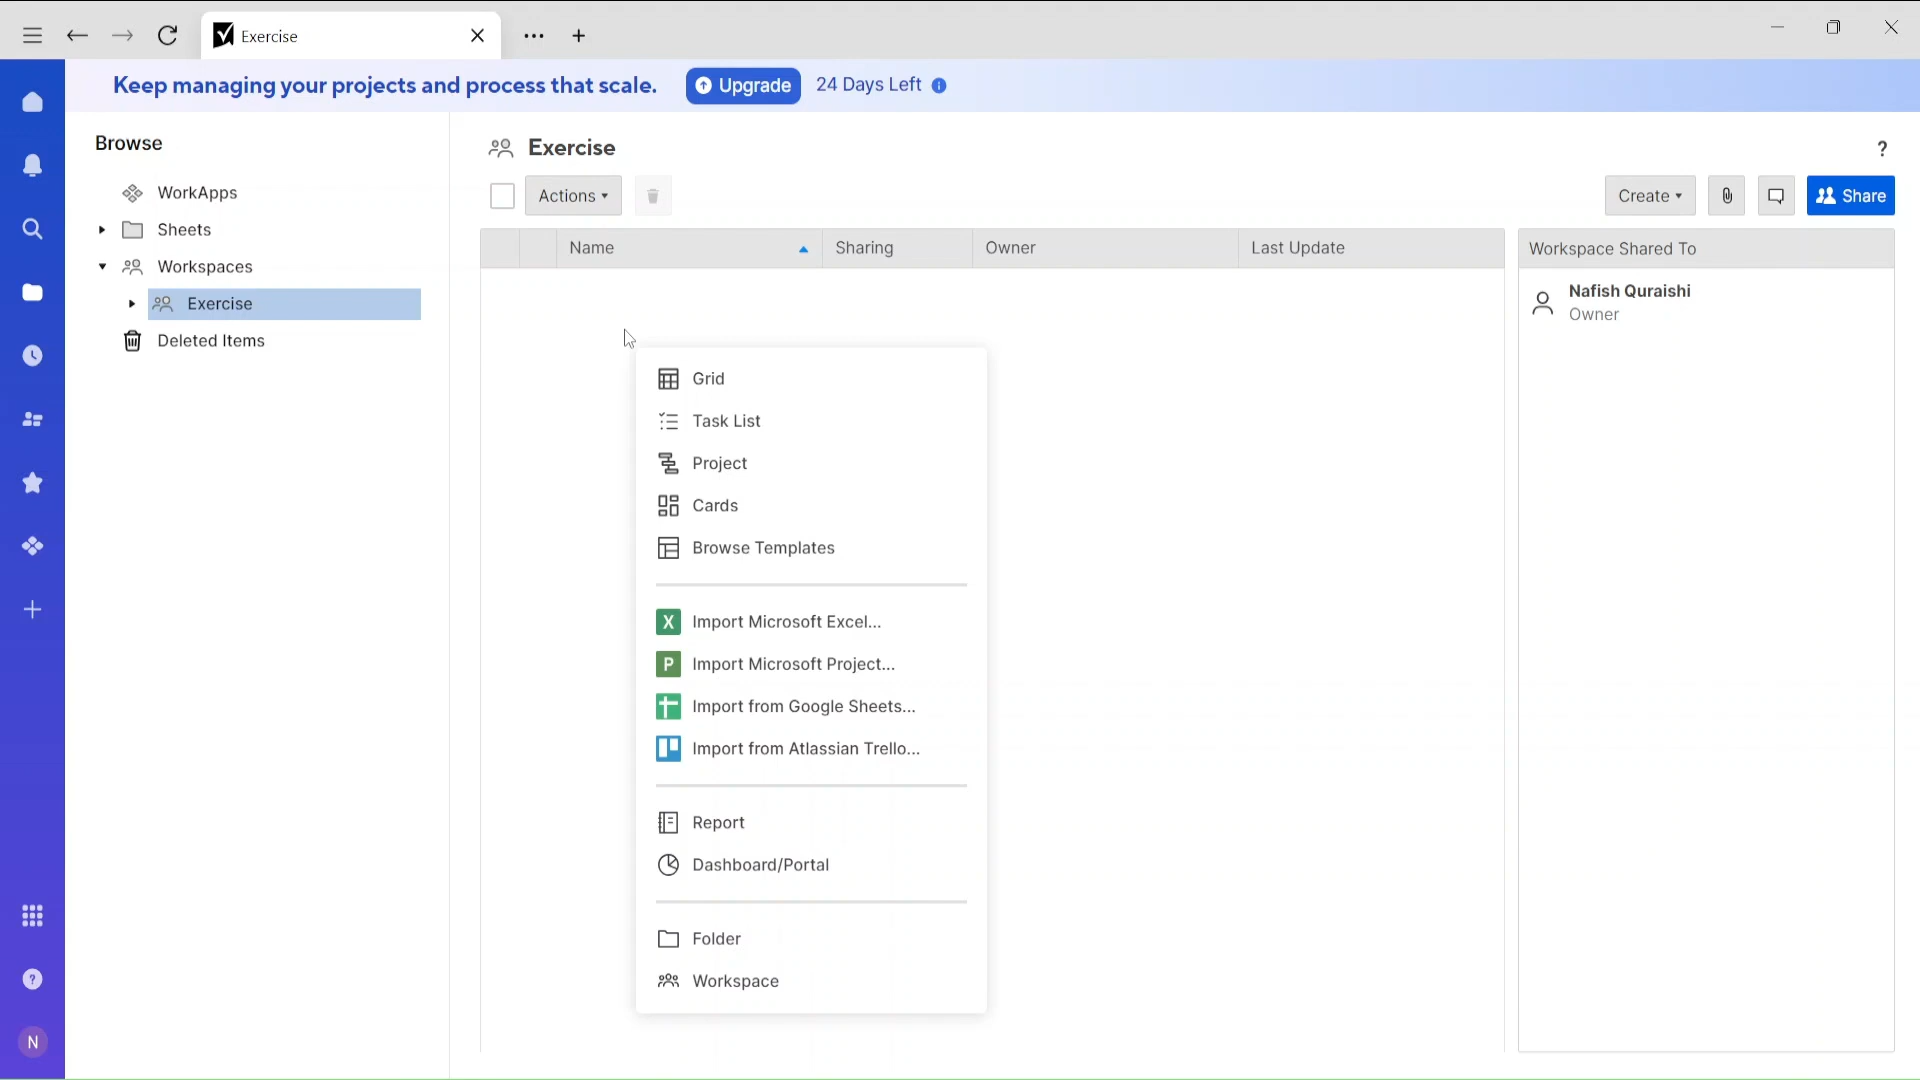 Exercise
Keep managing your projects and process that scale.
Upgrade
24 Days Left
Browse
WorkApps
Sheets
Workspaces
Exercise
Deleted Items
Exercise
?
Actions
Create
Share
Name
Sharing
Owner
Last Update
Workspace Shared To
Nafish Quraishi
Owner
Grid
Task List
Project
Cards
Browse Templates
Import Microsoft Excel...
Import Microsoft Project...
Import from Google Sheets...
Import from Atlassian Trello...
Report
Dashboard/Portal
Folder
Workspace
N